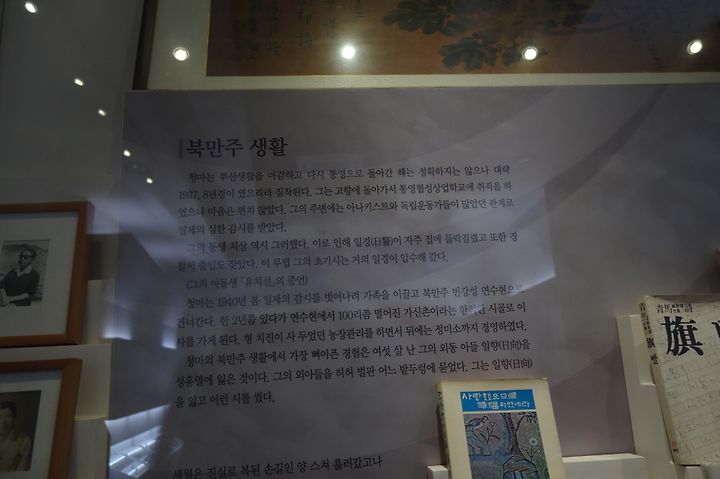 북만주 생활
청마는 부산생활을 마감하고 다시 통영으로 돌아간 해는 정확하지는 않으나 대략
1937, 8년경이 었으리라 짐작된다. 그는 고향에 돌아가서 통영협성상업학교에 취직을 하
였으나 마음은 편치 않았다. 그의 주변에는 아나키스트와 독립운동가들이 많았던 관계로
일제의 심한 감시를 받았다.
그의 동생 치상 역시 그러했다. 이로 인해 일경(日警)이 자주 집에 들락걸렸고 또한 경
찰서 출입도 잦았다. 이 무렵 그의 초기시는 거의 일경이 압수해 갔다.
(그의 여동생 「유치선」의 증언)
청마는 1940년 봄 일제의 감시를 벗어나려 가족을 이끌고 북만주 빈강성 연수현으로
건너간다. 한 2년쯤 있다가 연수현에서 100리쯤 떨어진 가신촌이라는 한적한 시골로 이
사를 가게 된다. 형 치진이 사 두었던 농장관리를 하면서 뒤에는 정미소까지 경영하였다.
청마의 북만주 생활에서 가장 뼈아픈 경험은 여섯 살 난 그의 외동 아들 일향(日向)을
성홍열에 잃은 것이다. 그의 외아들을 허허 벌판 어느 밭두렁에 묻었다. 그는 일향(日向)
을 잃고 이런 시를 썼다.
세월은 진실로 복된 손길인 양 스쳐 흘러갔고나
사랑했으므로
幸福하였네라
青馬
旗